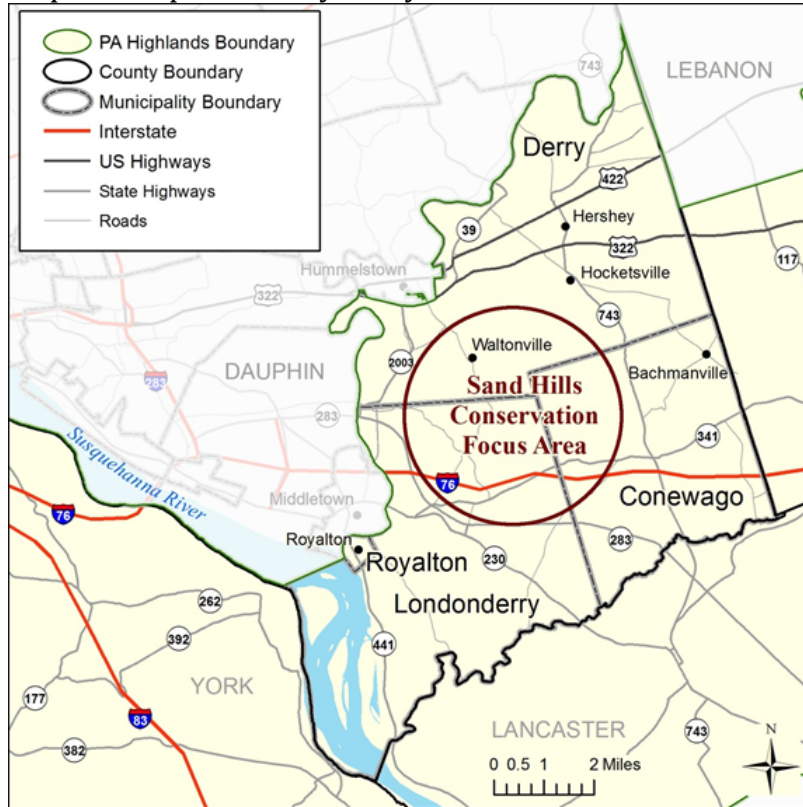 PA Highlands Boundary
County Boundary
Municipality Boundary
Interstate
US Highways
State Highways
Roads
743
LEBANON
Derry
422
39
Hershey
322
117
Hummelstown
Hocketsville
322
743
Waltonville
2003
Bachmanville
DAUPHIN
283
Sand Hills
Conservation
Focus Area
283
341
Susquehanna River
76
Conewago
Middletown
76
Royalton
Royalton
283
230
Londonderry
262
392
441
YORK
177
83
LANCASTER
743
382
N
0 0.5 1 2 Miles